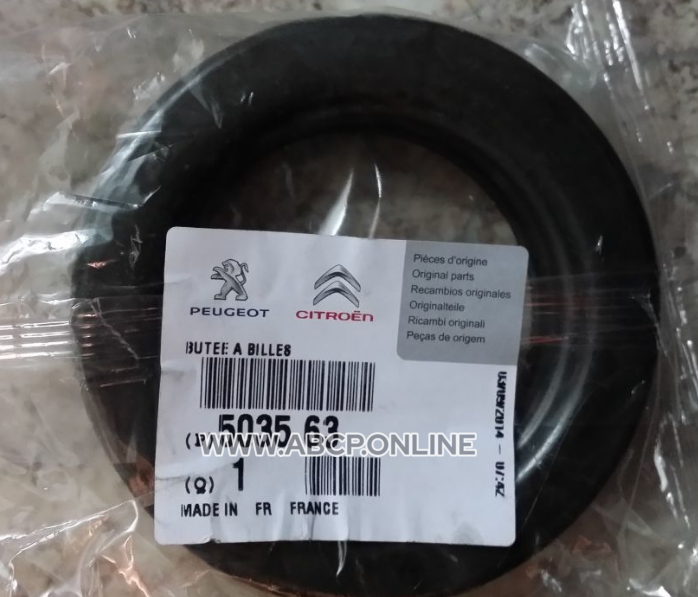 PEUGEOT
CITROËN
Pièces d'origine
Original parts
Recambios originales
Originalteile
Ricambi originali
Peças de origem
BUTEE A BILLES
5035 63
WWW.ABCP.ONLINE
(Q) 1
MADE IN FR FRANCE